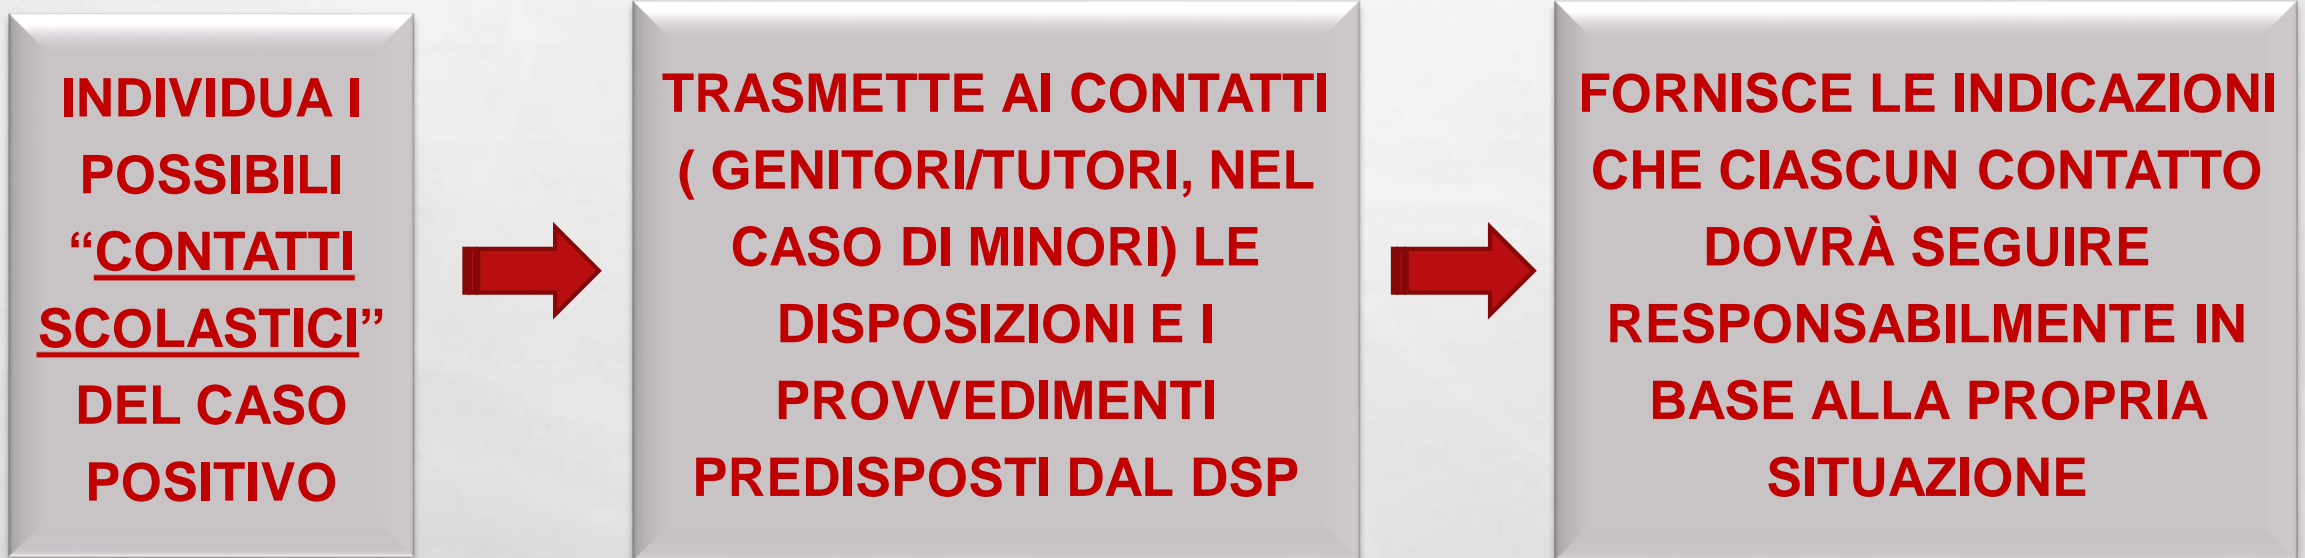 INDIVIDUA I
POSSIBILI
“CONTATTI
SCOLASTICI”
DEL CASO
POSITIVO
TRASMETTE AI CONTATTI
( GENITORI/TUTORI, NEL
CASO DI MINORI) LE
DISPOSIZIONI E I
PROVVEDIMENTI
PREDISPOSTI DAL DSP
FORNISCE LE INDICAZIONI
CHE CIASCUN CONTATTO
DOVRÀ SEGUIRE
RESPONSABILMENTE IN
BASE ALLA PROPRIA
SITUAZIONE